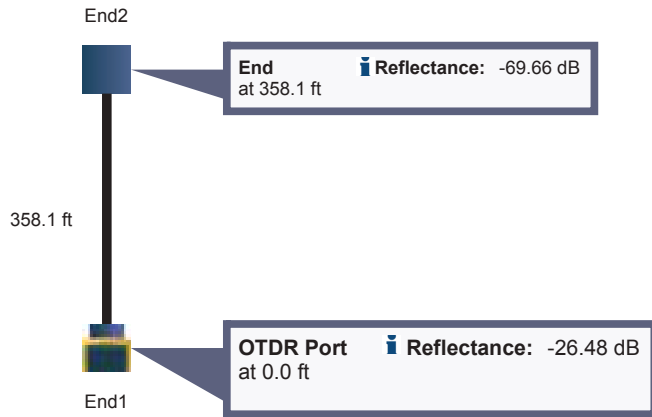 End2
End i Reflectance: -69.66 dB
at 358.1 ft
358.1 ft
OTDR Port i Reflectance: -26.48 dB
at 0.0 ft
End1